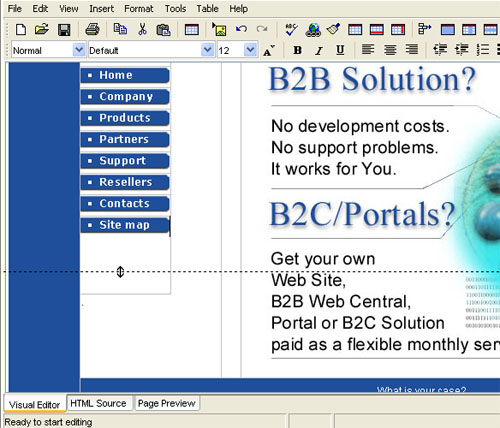 File Edit View Insert Format Tools Table Help
Normal Default 12 B I U
Home
Company
Products
Partners
Support
Resellers
Contacts
Site map
B2B Solution?
No development costs.
No support problems.
It works for You.
B2C/Portals?
Get your own
Web Site,
B2B Web Central,
Portal or B2C Solution
paid as a flexible monthly ser
What is your case?
Visual Editor HTML Source Page Preview
Ready to start editing